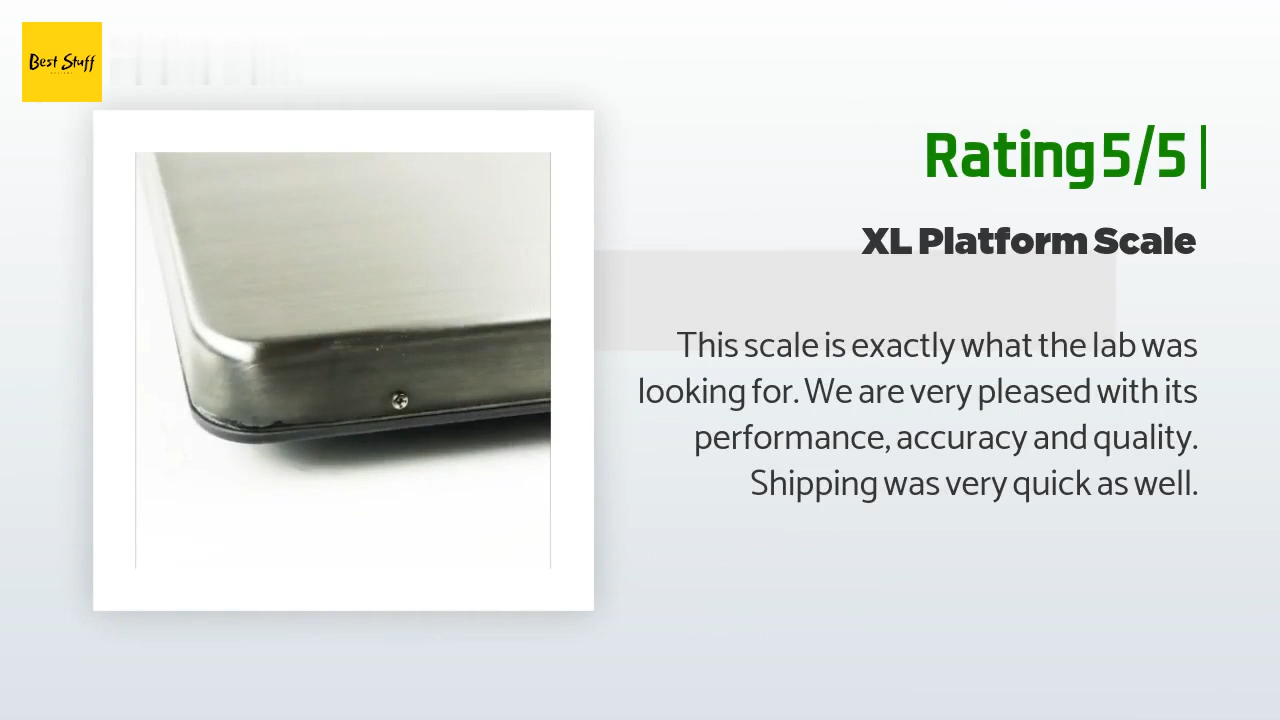 Best Stuff
Rating 5/5
XL Platform Scale
This scale is exactly what the lab was
looking for. We are very pleased with its
performance, accuracy and quality.
Shipping was very quick as well.